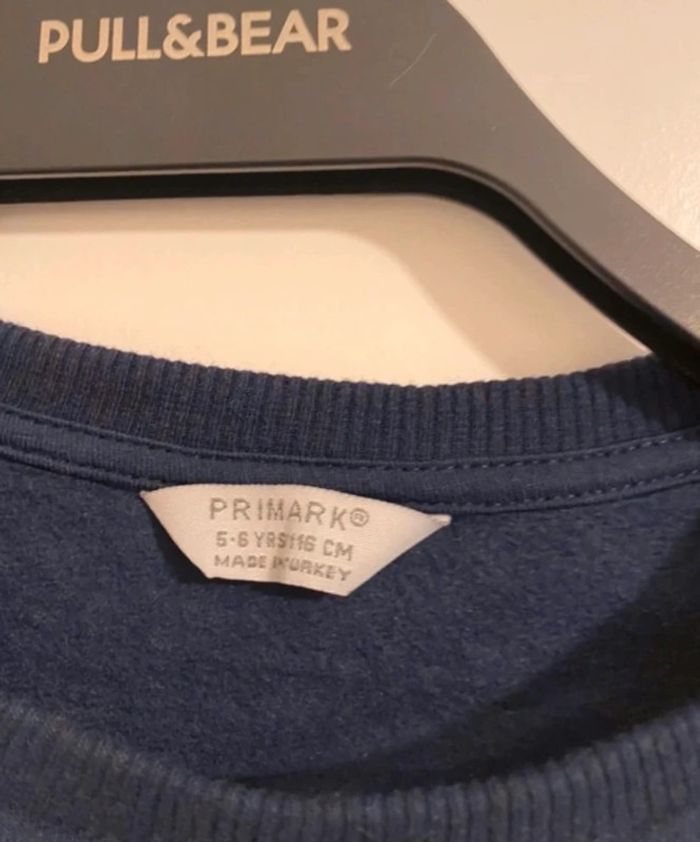 PULL&BEAR
PRIMARK®
5-6 YRS 116 CM
MADE IN TURKEY